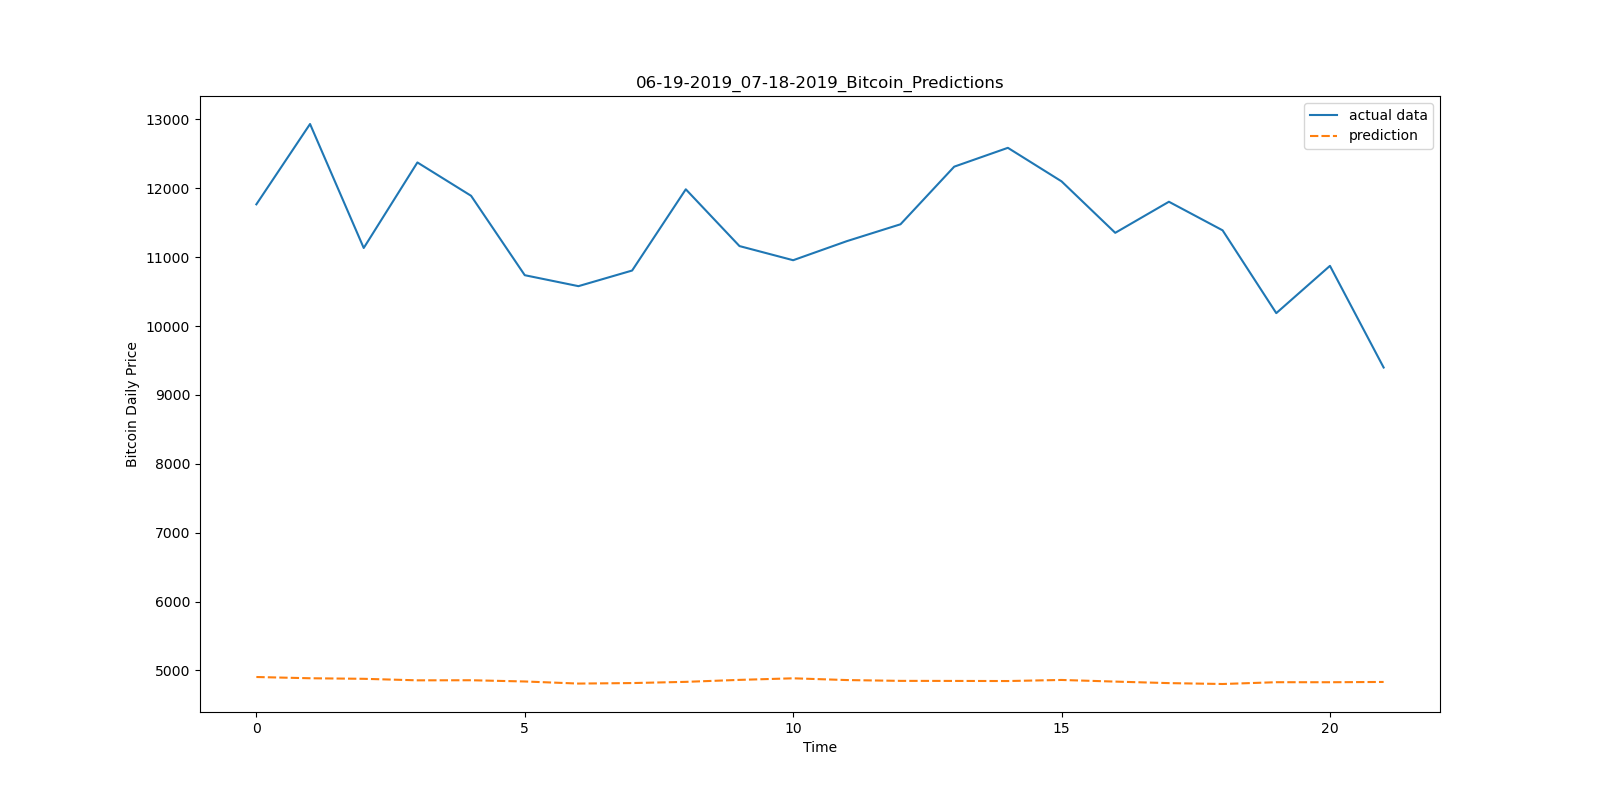 06-19-2019_07-18-2019_Bitcoin_Predictions
actual data
prediction
13000
12000
11000
10000
9000
8000
7000
6000
5000
Bitcoin Daily Price
0 5 10 15 20
Time